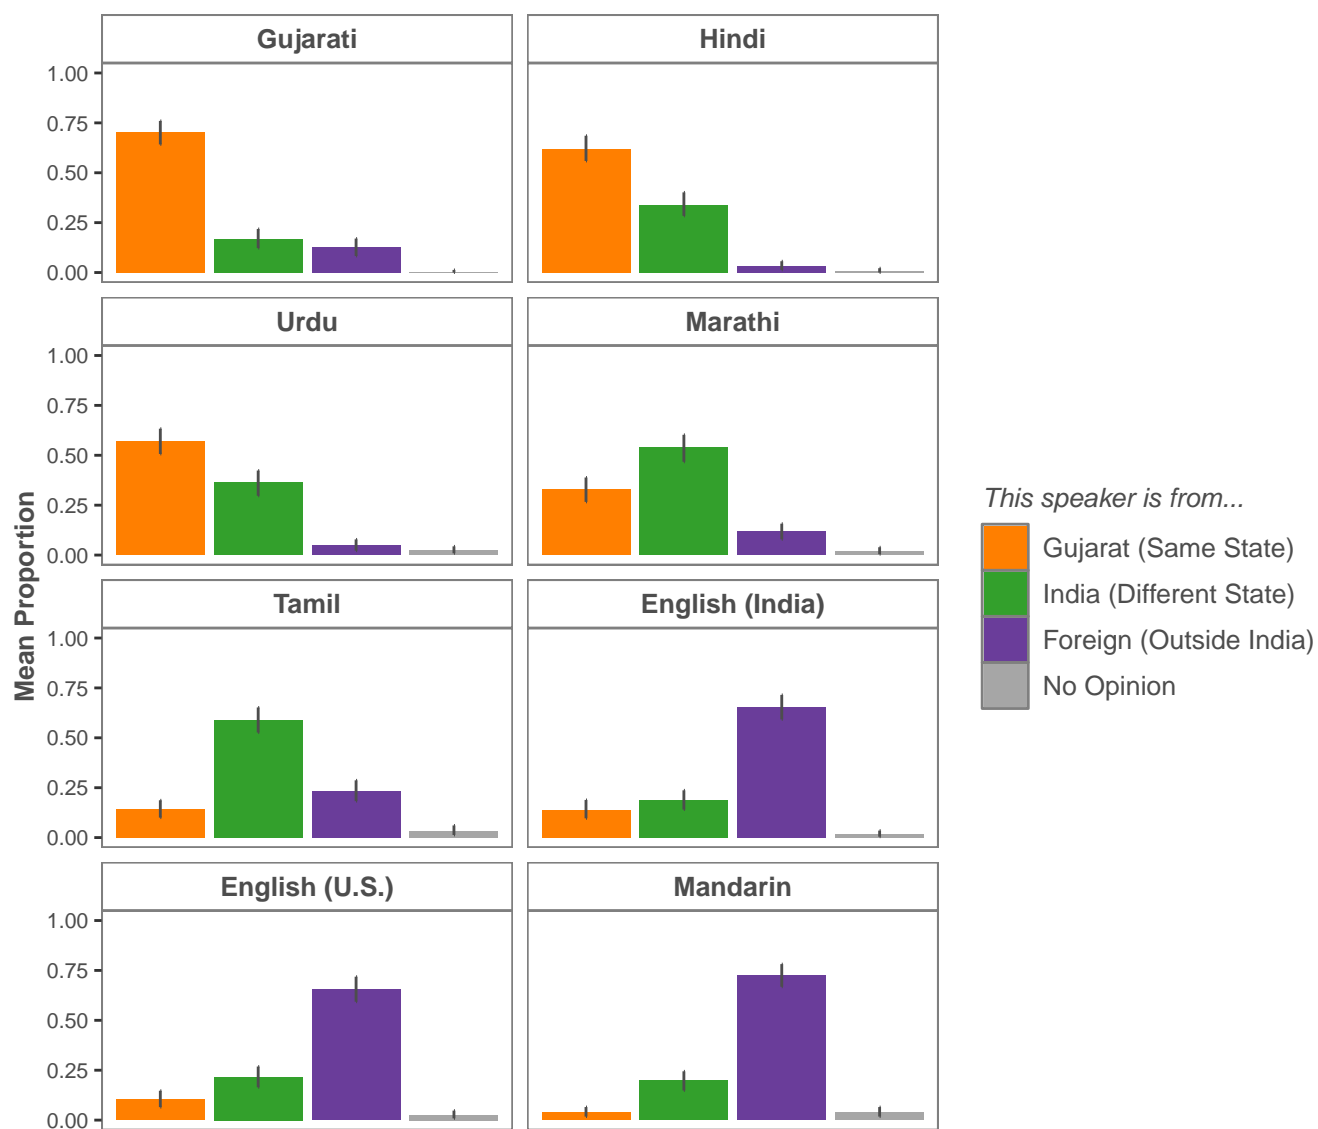 Gujarati
Hindi
1.00
0.75
0.50
0.25
0.00
Urdu
Marathi
1.00
0.75
0.50
0.25
0.00
Tamil
English (India)
1.00
0.75
0.50
0.25
0.00
English (U.S.)
Mandarin
1.00
0.75
0.50
0.25
0.00
Mean Proportion
This speaker is from...
Gujarat (Same State)
India (Different State)
Foreign (Outside India)
No Opinion